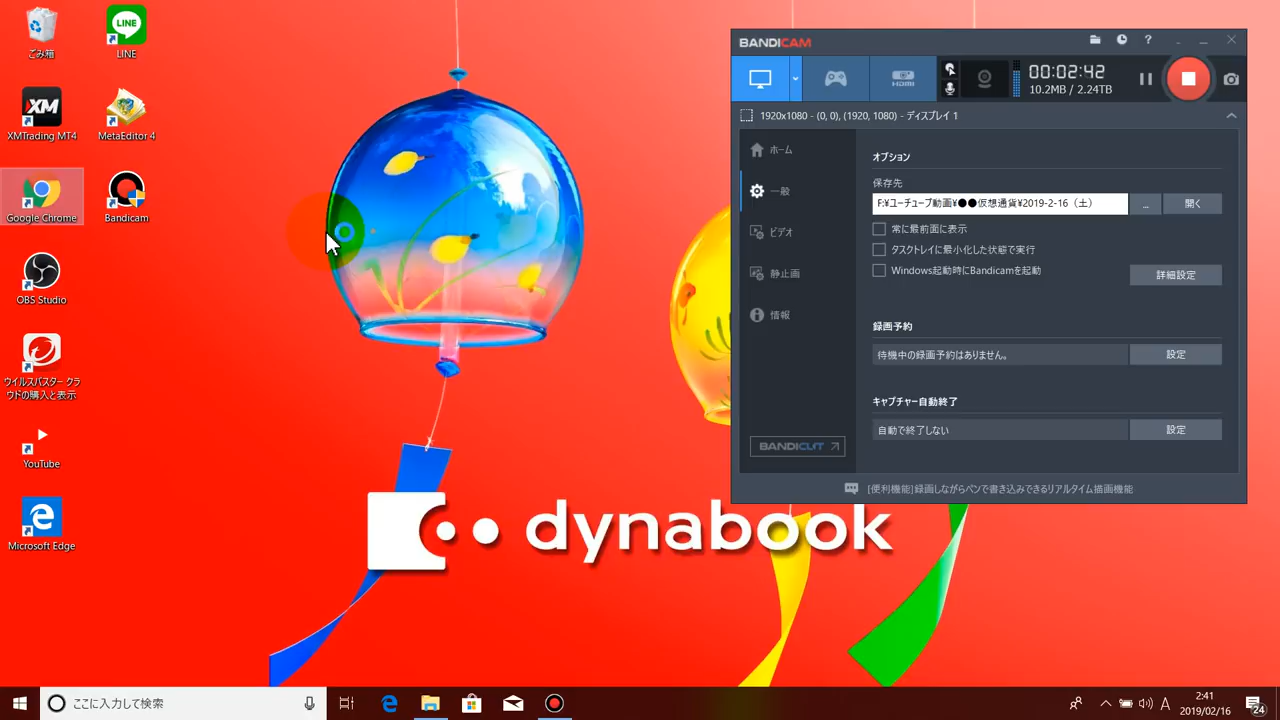 ごみ箱
LINE
LINE
XM
XMTrading MT4
MetaEditor 4
Google Chrome
Bandicam
OBS Studio
ウイルスバスター クラ
ウドの購入と表示
YouTube
Microsoft Edge
dynabook
BANDICAM
HDMI
00:02:42
10.2MB / 2.24TB
1920x1080 - (0, 0), (1920, 1080) - ディスプレイ 1
ホーム
一般
ビデオ
静止画
情報
BANDICUT
オプション
保存先
F:¥ユーチューブ動画¥●●仮想通貨¥2019-2-16（土）
...
開く
常に最前面に表示
タスクトレイに最小化した状態で実行
Windows起動時にBandicamを起動
詳細設定
録画予約
待機中の録画予約はありません。
設定
キャプチャー自動終了
自動で終了しない
設定
[便利機能]録画しながらペンで書き込みできるリアルタイム描画機能
ここに入力して検索
A
2:41
2019/02/16
24